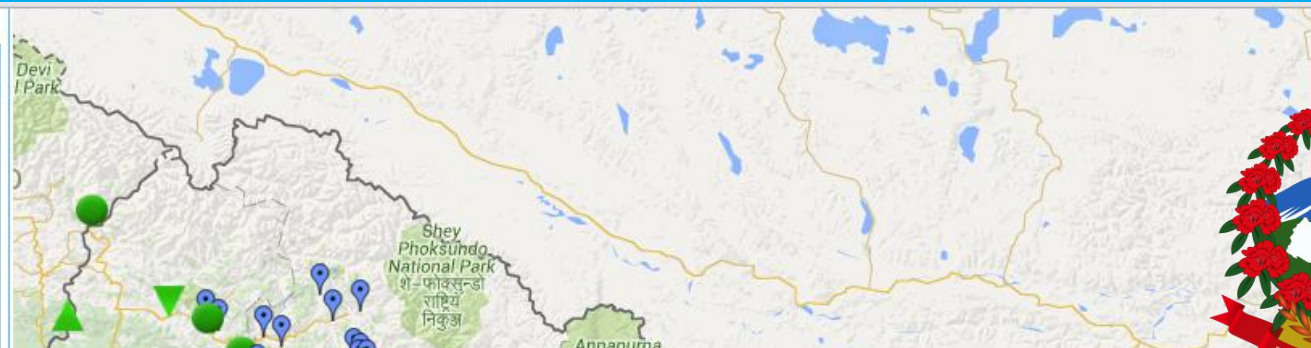 Devi
l Park
Shey
Phoksundo
National Park
शे-फोक्सुन्डो
राष्ट्रिय
निकुञ्ज
Annapurna